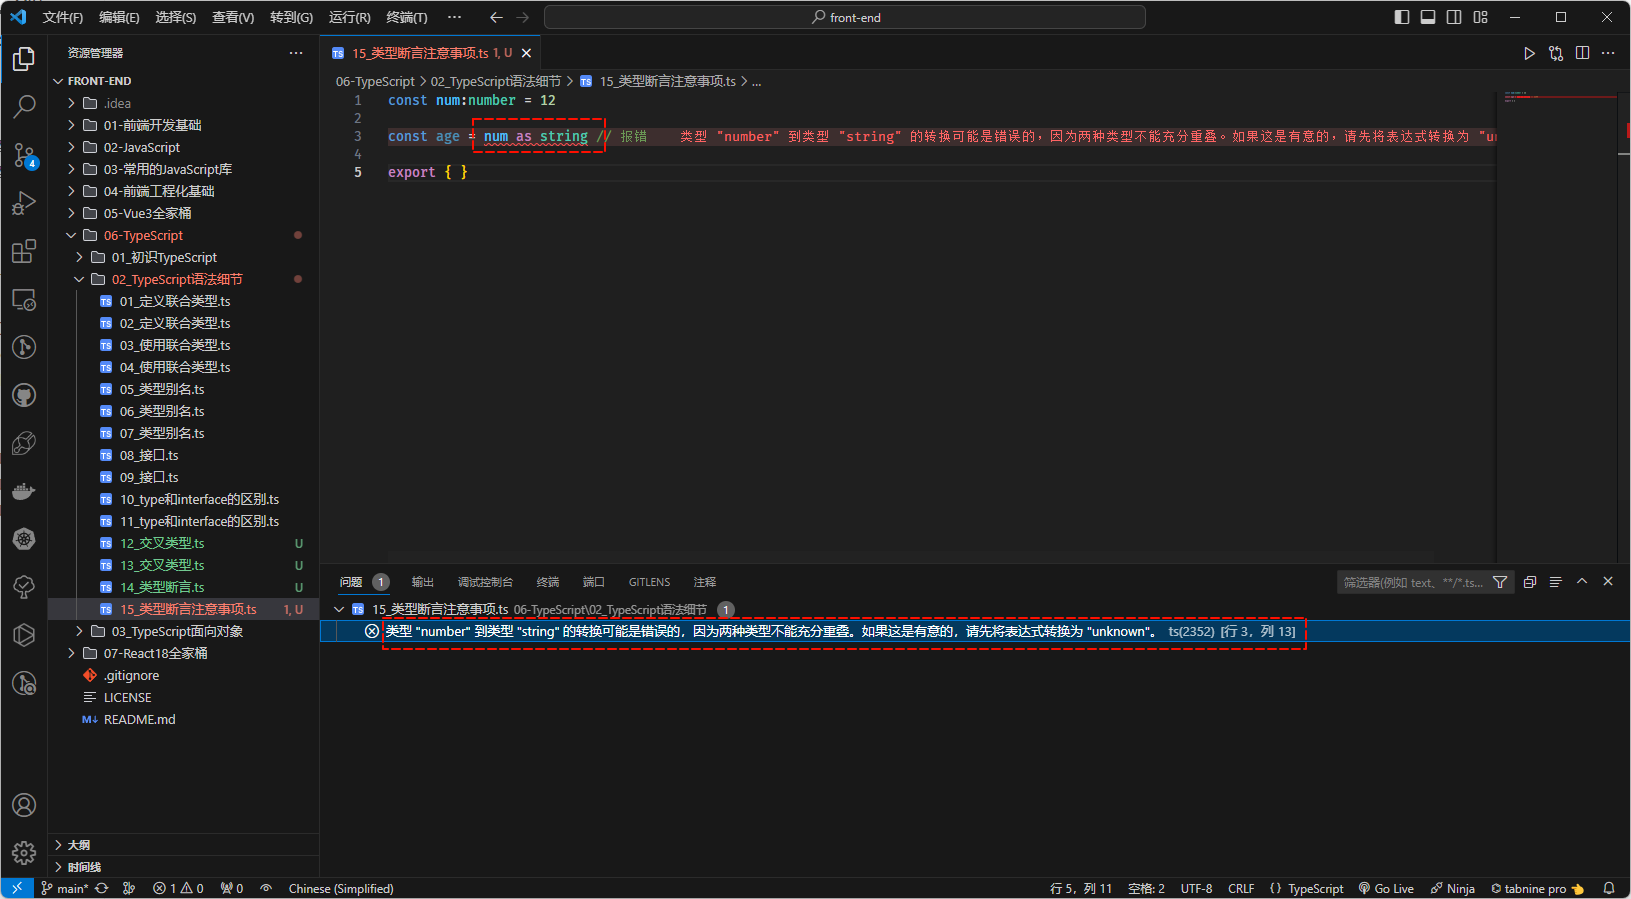 文件(F) 编辑(E) 选择(S) 查看(V) 转到(G) 运行(R) 终端(T) ··· front-end
资源管理器 ···
FRONT-END
.idea
01-前端开发基础
02-JavaScript
03-常用的JavaScript库
04-前端工程化基础
05-Vue3全家桶
06-TypeScript
01_初识TypeScript
02_TypeScript语法细节
01_定义联合类型.ts
02_定义联合类型.ts
03_使用联合类型.ts
04_使用联合类型.ts
05_类型别名.ts
06_类型别名.ts
07_类型别名.ts
08_接口.ts
09_接口.ts
10_type和interface的区别.ts
11_type和interface的区别.ts
12_交叉类型.ts U
13_交叉类型.ts U
14_类型断言.ts U
15_类型断言注意事项.ts 1, U
03_TypeScript面向对象
07-React18全家桶
.gitignore
LICENSE
README.md
大纲
时间线
4
TS 15_类型断言注意事项.ts 1, U
06-TypeScript > 02_TypeScript语法细节 > TS 15_类型断言注意事项.ts > ...
1 const num:number = 12
2
3 const age = num as string // 报错 类型 "number" 到类型 "string" 的转换可能是错误的，因为两种类型不能充分重叠。如果这是有意的，请先将表达式转换为 "un
4
5 export { }
问题 1 输出 调试控制台 终端 端口 GITLENS 注释 筛选器(例如 text、**/*.ts...
TS 15_类型断言注意事项.ts 06-TypeScript\02_TypeScript语法细节 1
类型 "number" 到类型 "string" 的转换可能是错误的，因为两种类型不能充分重叠。如果这是有意的，请先将表达式转换为 "unknown"。 ts(2352) [行 3，列 13]
main* 1 0 0 Chinese (Simplified) 行 5，列 11 空格: 2 UTF-8 CRLF { } TypeScript Go Live Ninja tabnine pro